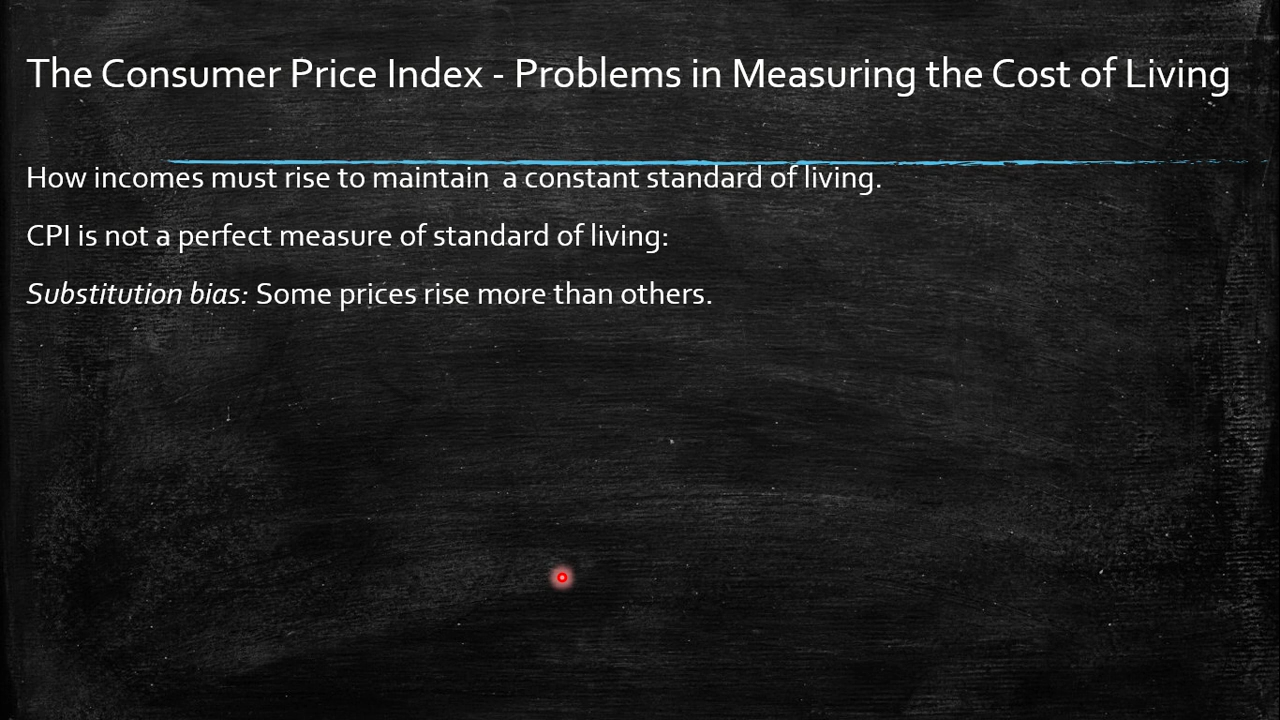 The Consumer Price Index - Problems in Measuring the Cost of Living
How incomes must rise to maintain  a constant standard of living.
CPI is not a perfect measure of standard of living:
Substitution bias: Some prices rise more than others.